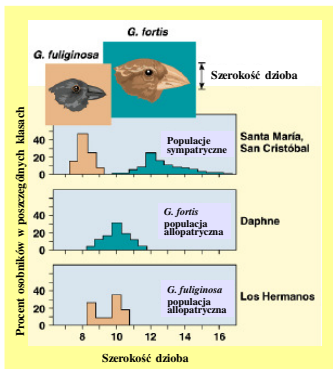 G. fortis
G. fuliginosa
Szerokość dzioba
Procent osobników w poszczególnych klasach
40
20
0
Populacje
sympatryczne
Santa María,
San Cristóbal
40
20
0
G. fortis
populacja
allopatryczna
Daphne
40
20
0
G. fuliginosa
populacja
allopatryczna
Los Hermanos
8 10 12 14 16
Szerokość dzioba